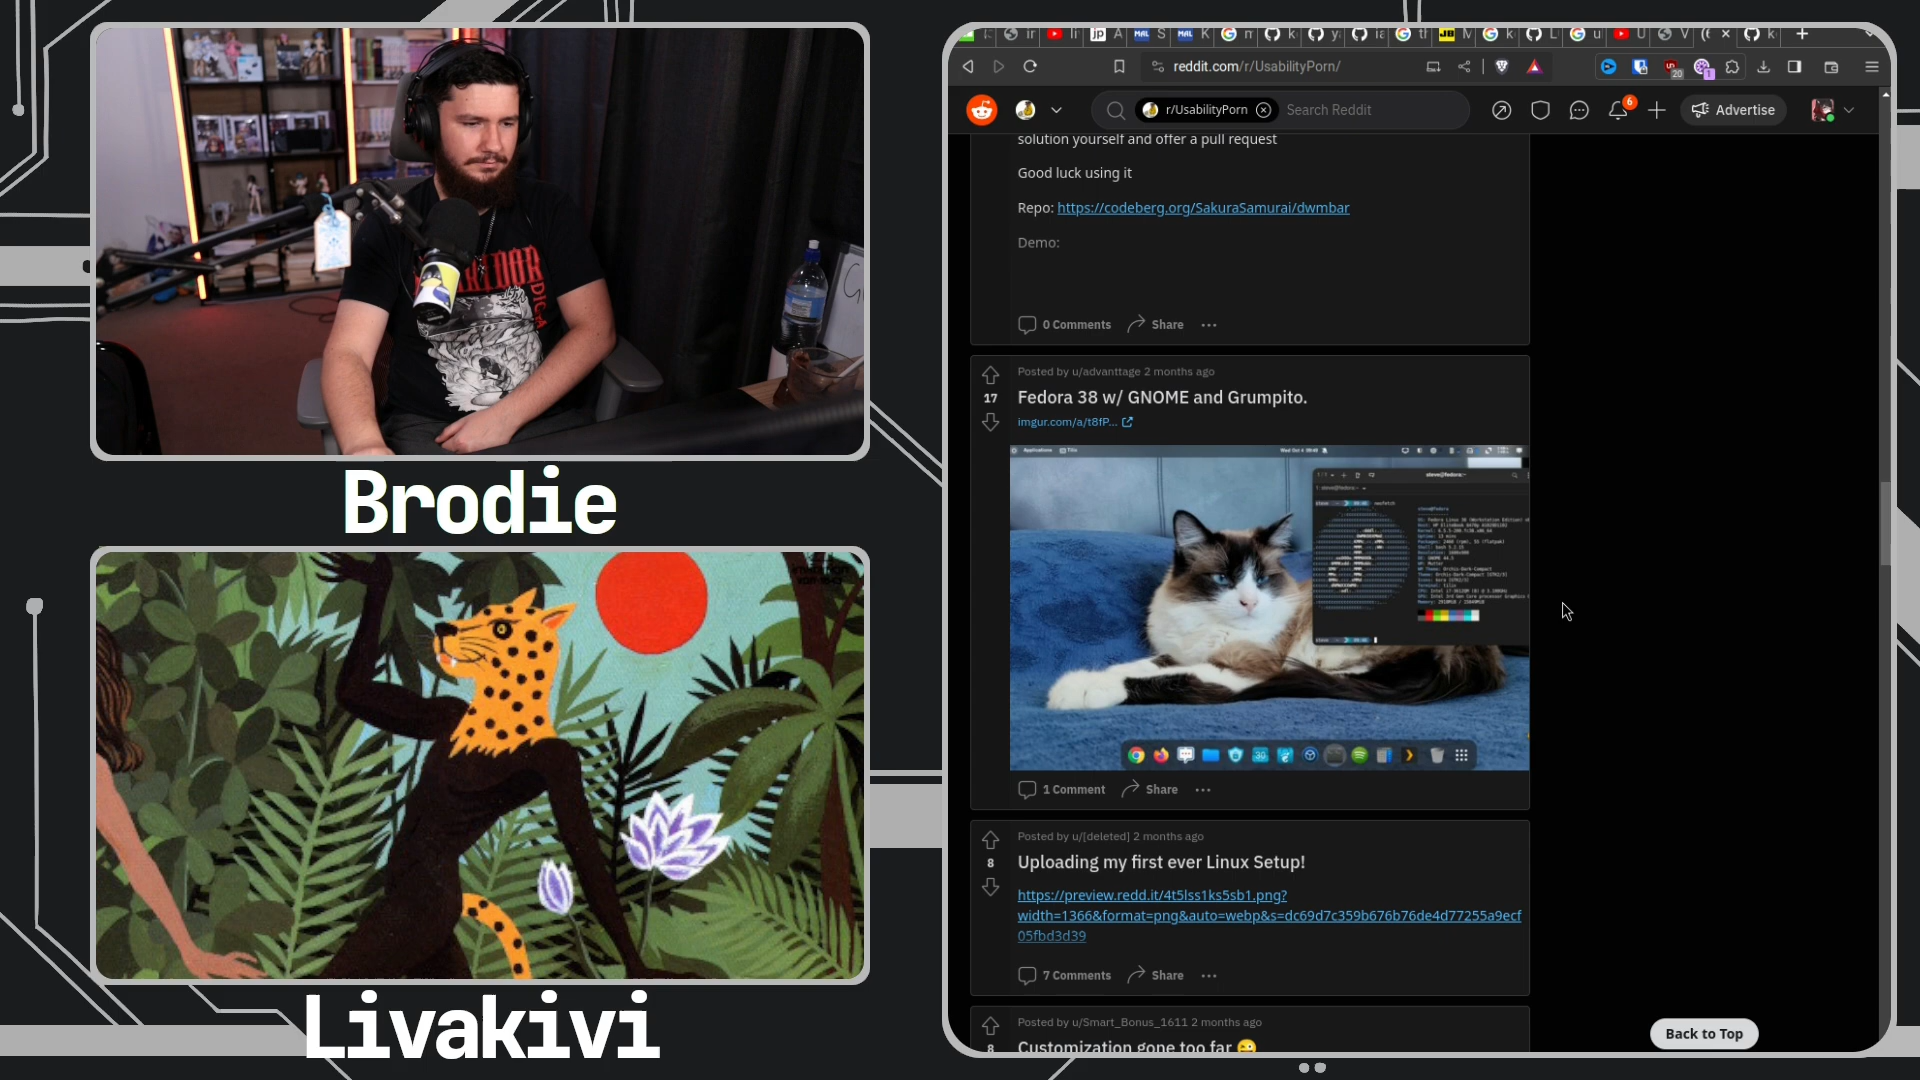 Brodie
Livakivi
reddit.com/r/UsabilityPorn/
r/UsabilityPorn
Search Reddit
6
Advertise
solution yourself and offer a pull request
Good luck using it
Repo: https://codeberg.org/SakuraSamurai/dwmbar
Demo:
0 Comments
Share
Posted by u/advanttage 2 months ago
17
Fedora 38 w/ GNOME and Grumpito.
imgur.com/a/t8fP...
1 Comment
Share
Posted by u/[deleted] 2 months ago
8
Uploading my first ever Linux Setup!
https://preview.redd.it/4t5lss1ks5sb1.png?
width=1366&format=png&auto=webp&s=dc69d7c359b676b76de4d77255a9ecf
05fbd3d39
7 Comments
Share
Posted by u/Smart_Bonus_1611 2 months ago
8
Customization gone too far 😜
Back to Top